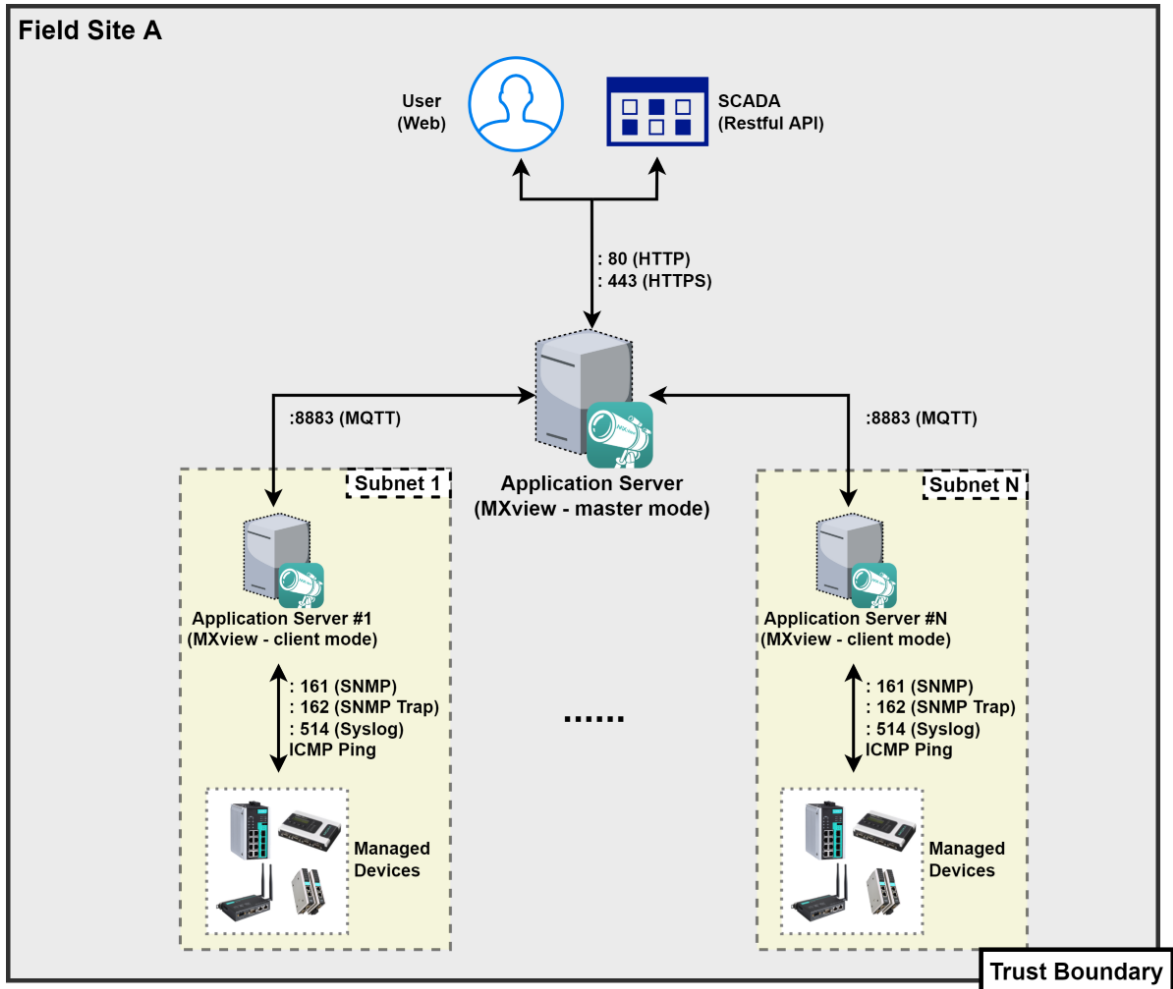 Field Site A
User
(Web)
SCADA
(Restful API)
: 80 (HTTP)
: 443 (HTTPS)
:8883 (MQTT)
:8883 (MQTT)
Application Server
(MXview - master mode)
Subnet 1
Application Server #1
(MXview - client mode)
: 161 (SNMP)
: 162 (SNMP Trap)
: 514 (Syslog)
ICMP Ping
Managed
Devices
......
Subnet N
Application Server #N
(MXview - client mode)
: 161 (SNMP)
: 162 (SNMP Trap)
: 514 (Syslog)
ICMP Ping
Managed
Devices
Trust Boundary